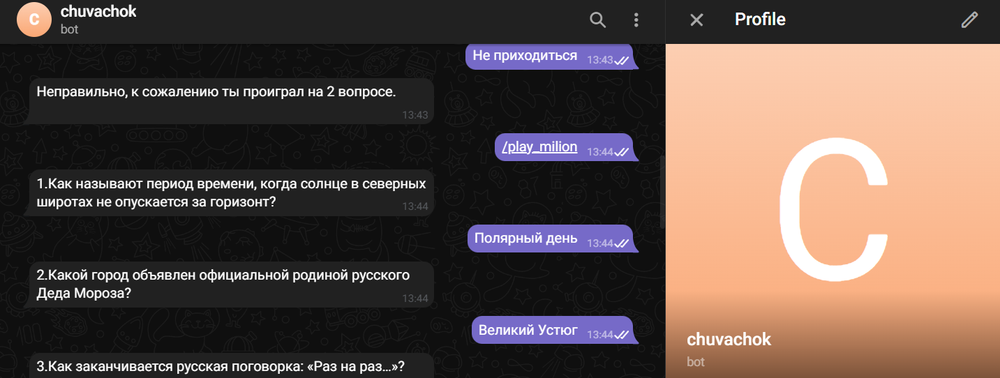 C
chuvachok
bot
Profile
Не приходиться 13:43
Неправильно, к сожалению ты проиграл на 2 вопросе.
13:43
/play_milion 13:44
1.Как называют период времени, когда солнце в северных
широтах не опускается за горизонт?
13:44
Полярный день 13:44
2.Какой город объявлен официальной родиной русского
Деда Мороза?
13:44
Великий Устюг 13:44
3.Как заканчивается русская поговорка: «Раз на раз...»?
C
chuvachok
bot